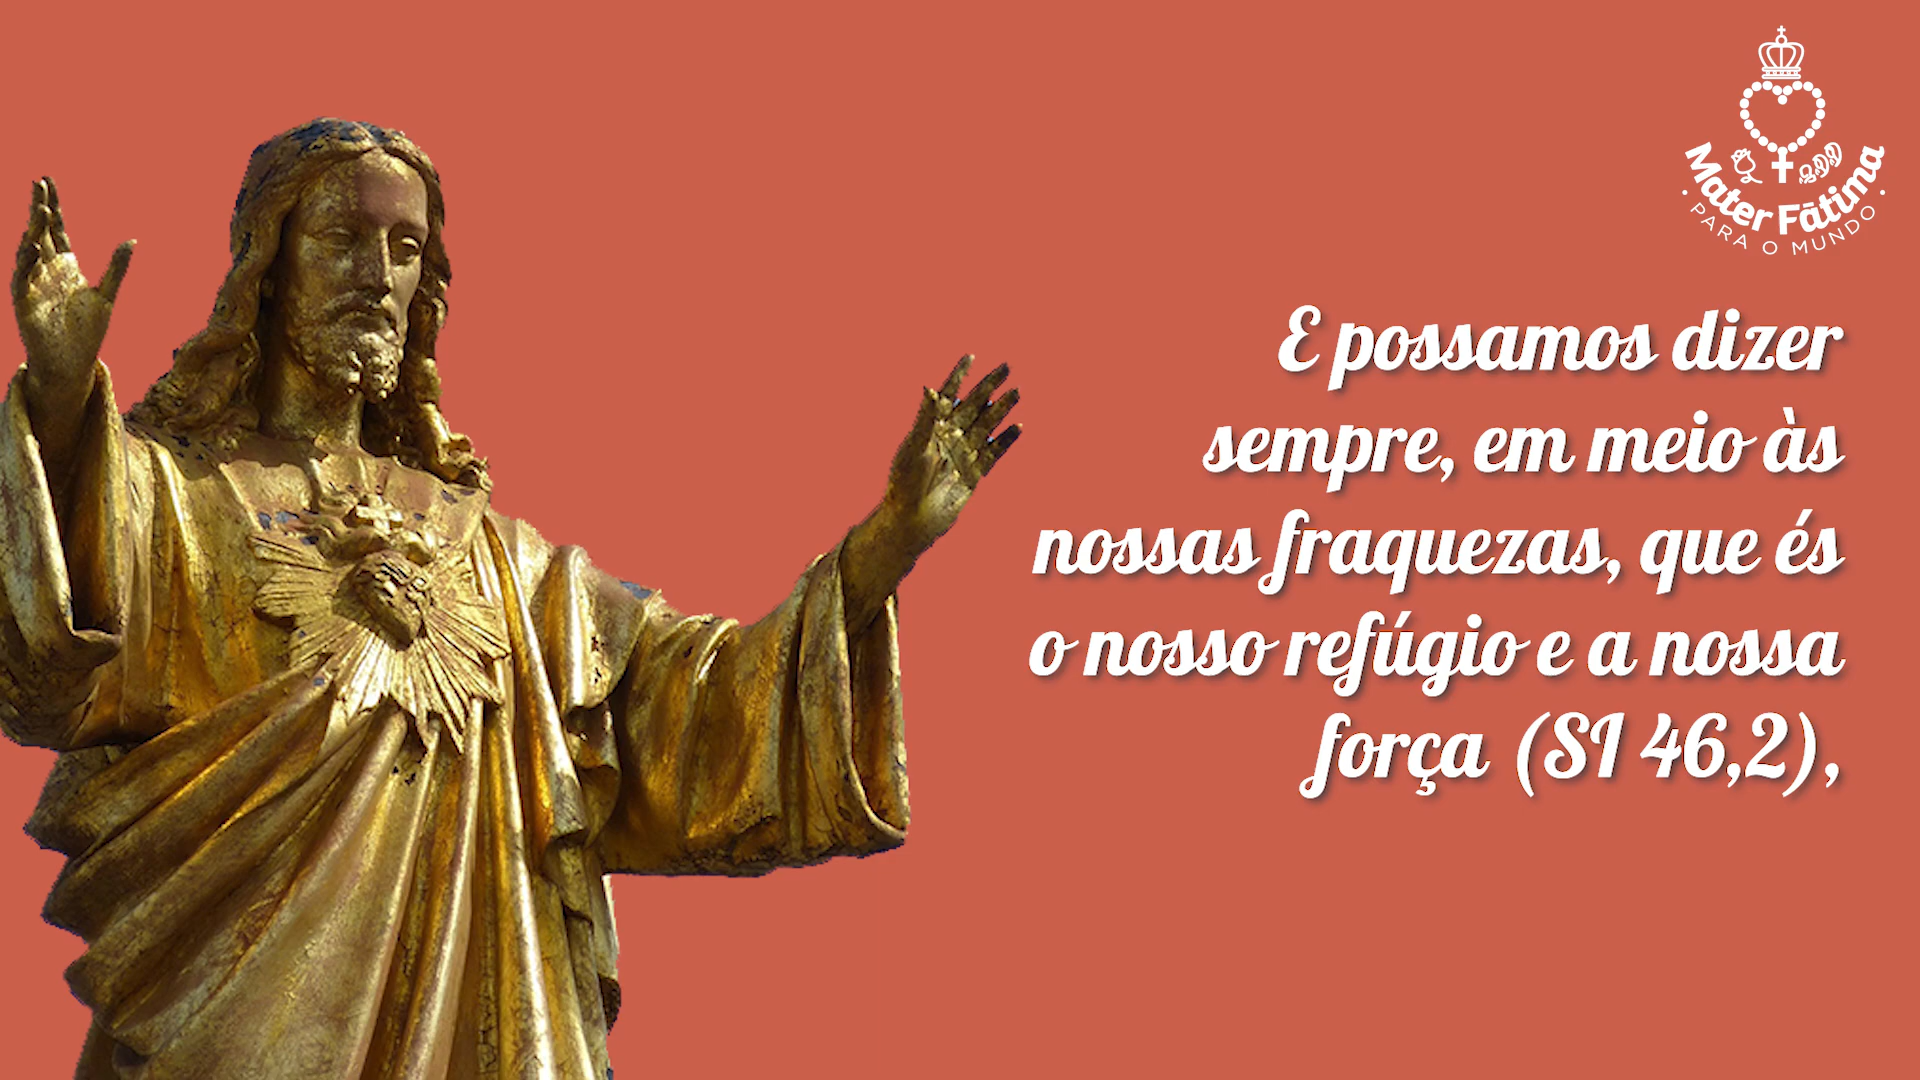 Mater Fátima
· PARA O MUNDO ·
E possamos dizer
sempre, em meio às
nossas fraquezas, que és
o nosso refúgio e a nossa
força (SI 46,2),